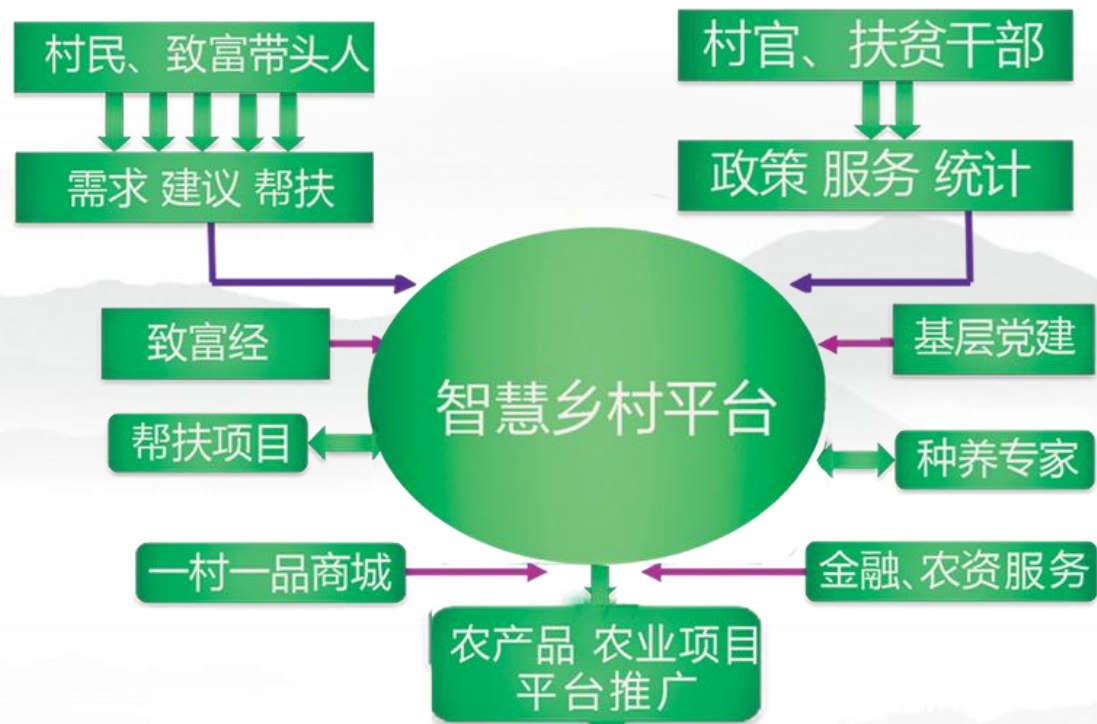 村民、致富带头人
村官、扶贫干部
需求 建议 帮扶
政策 服务 统计
致富经
基层党建
智慧乡村平台
帮扶项目
种养专家
一村一品商城
金融、农资服务
农产品 农业项目
平台推广